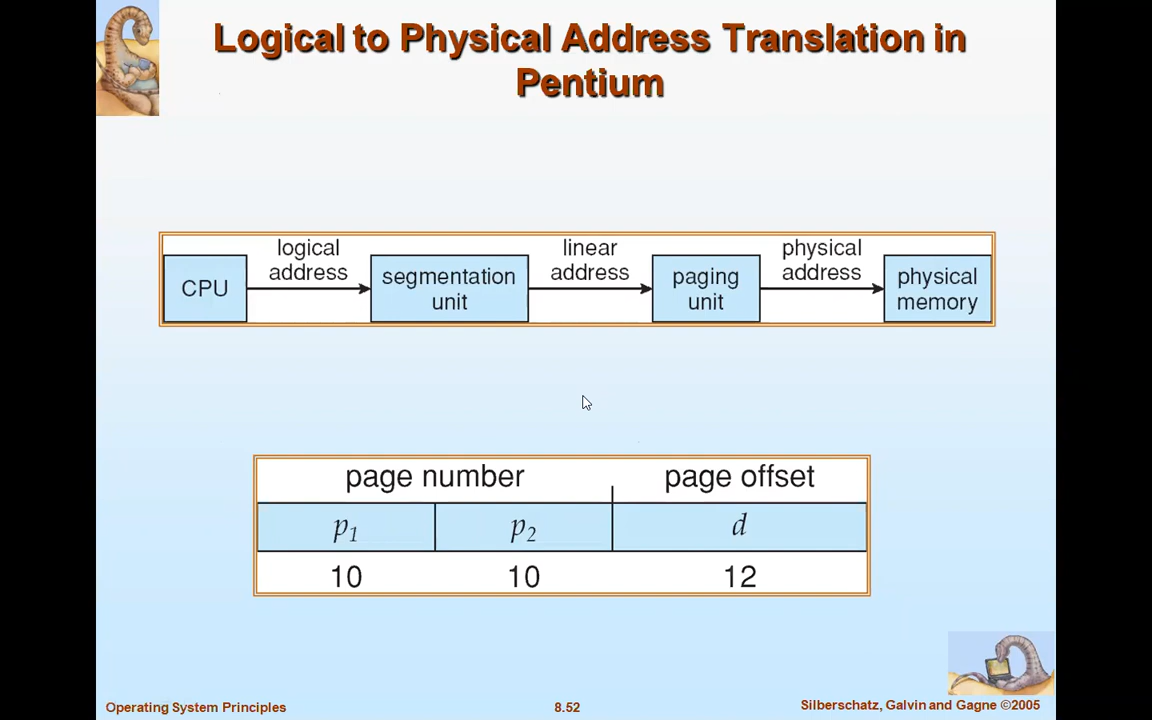 Logical to Physical Address Translation in
Pentium
CPU
logical
address
segmentation
unit
linear
address
paging
unit
physical
address
physical
memory
page number
page offset
p1
p2
d
10
10
12
Operating System Principles
8.52
Silberschatz, Galvin and Gagne ©2005